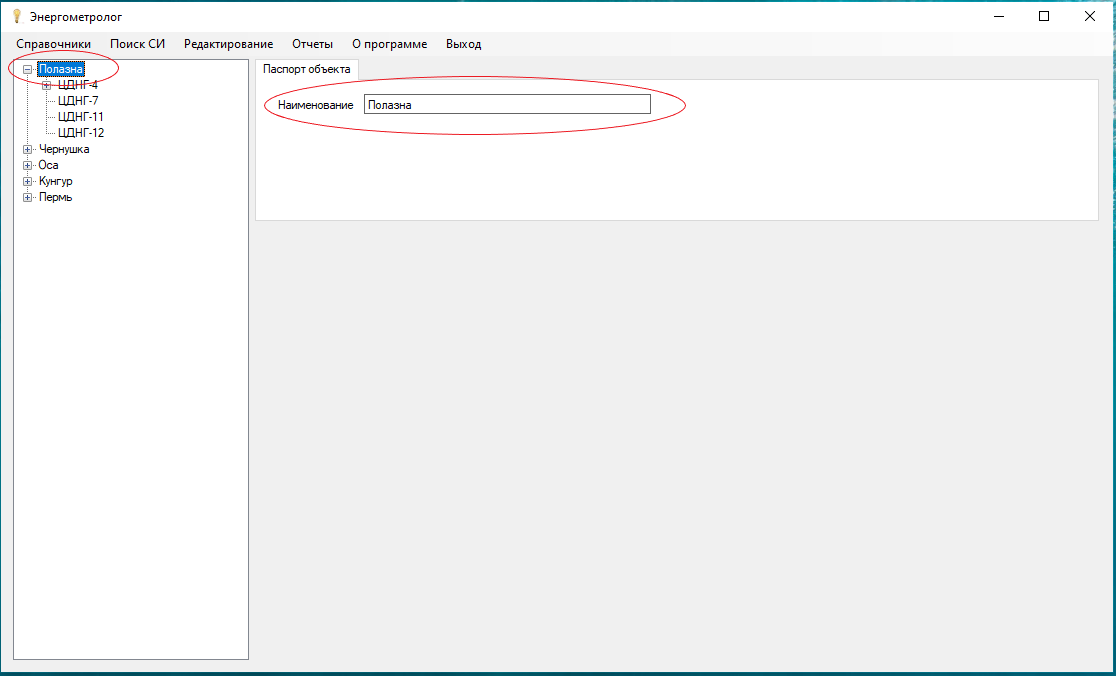 Энергометролог
Справочники Поиск СИ Редактирование Отчеты О программе Выход
Полазна
ЦДНГ-4
ЦДНГ-7
ЦДНГ-11
ЦДНГ-12
Чернушка
Оса
Кунгур
Пермь
Паспорт объекта
Наименование Полазна